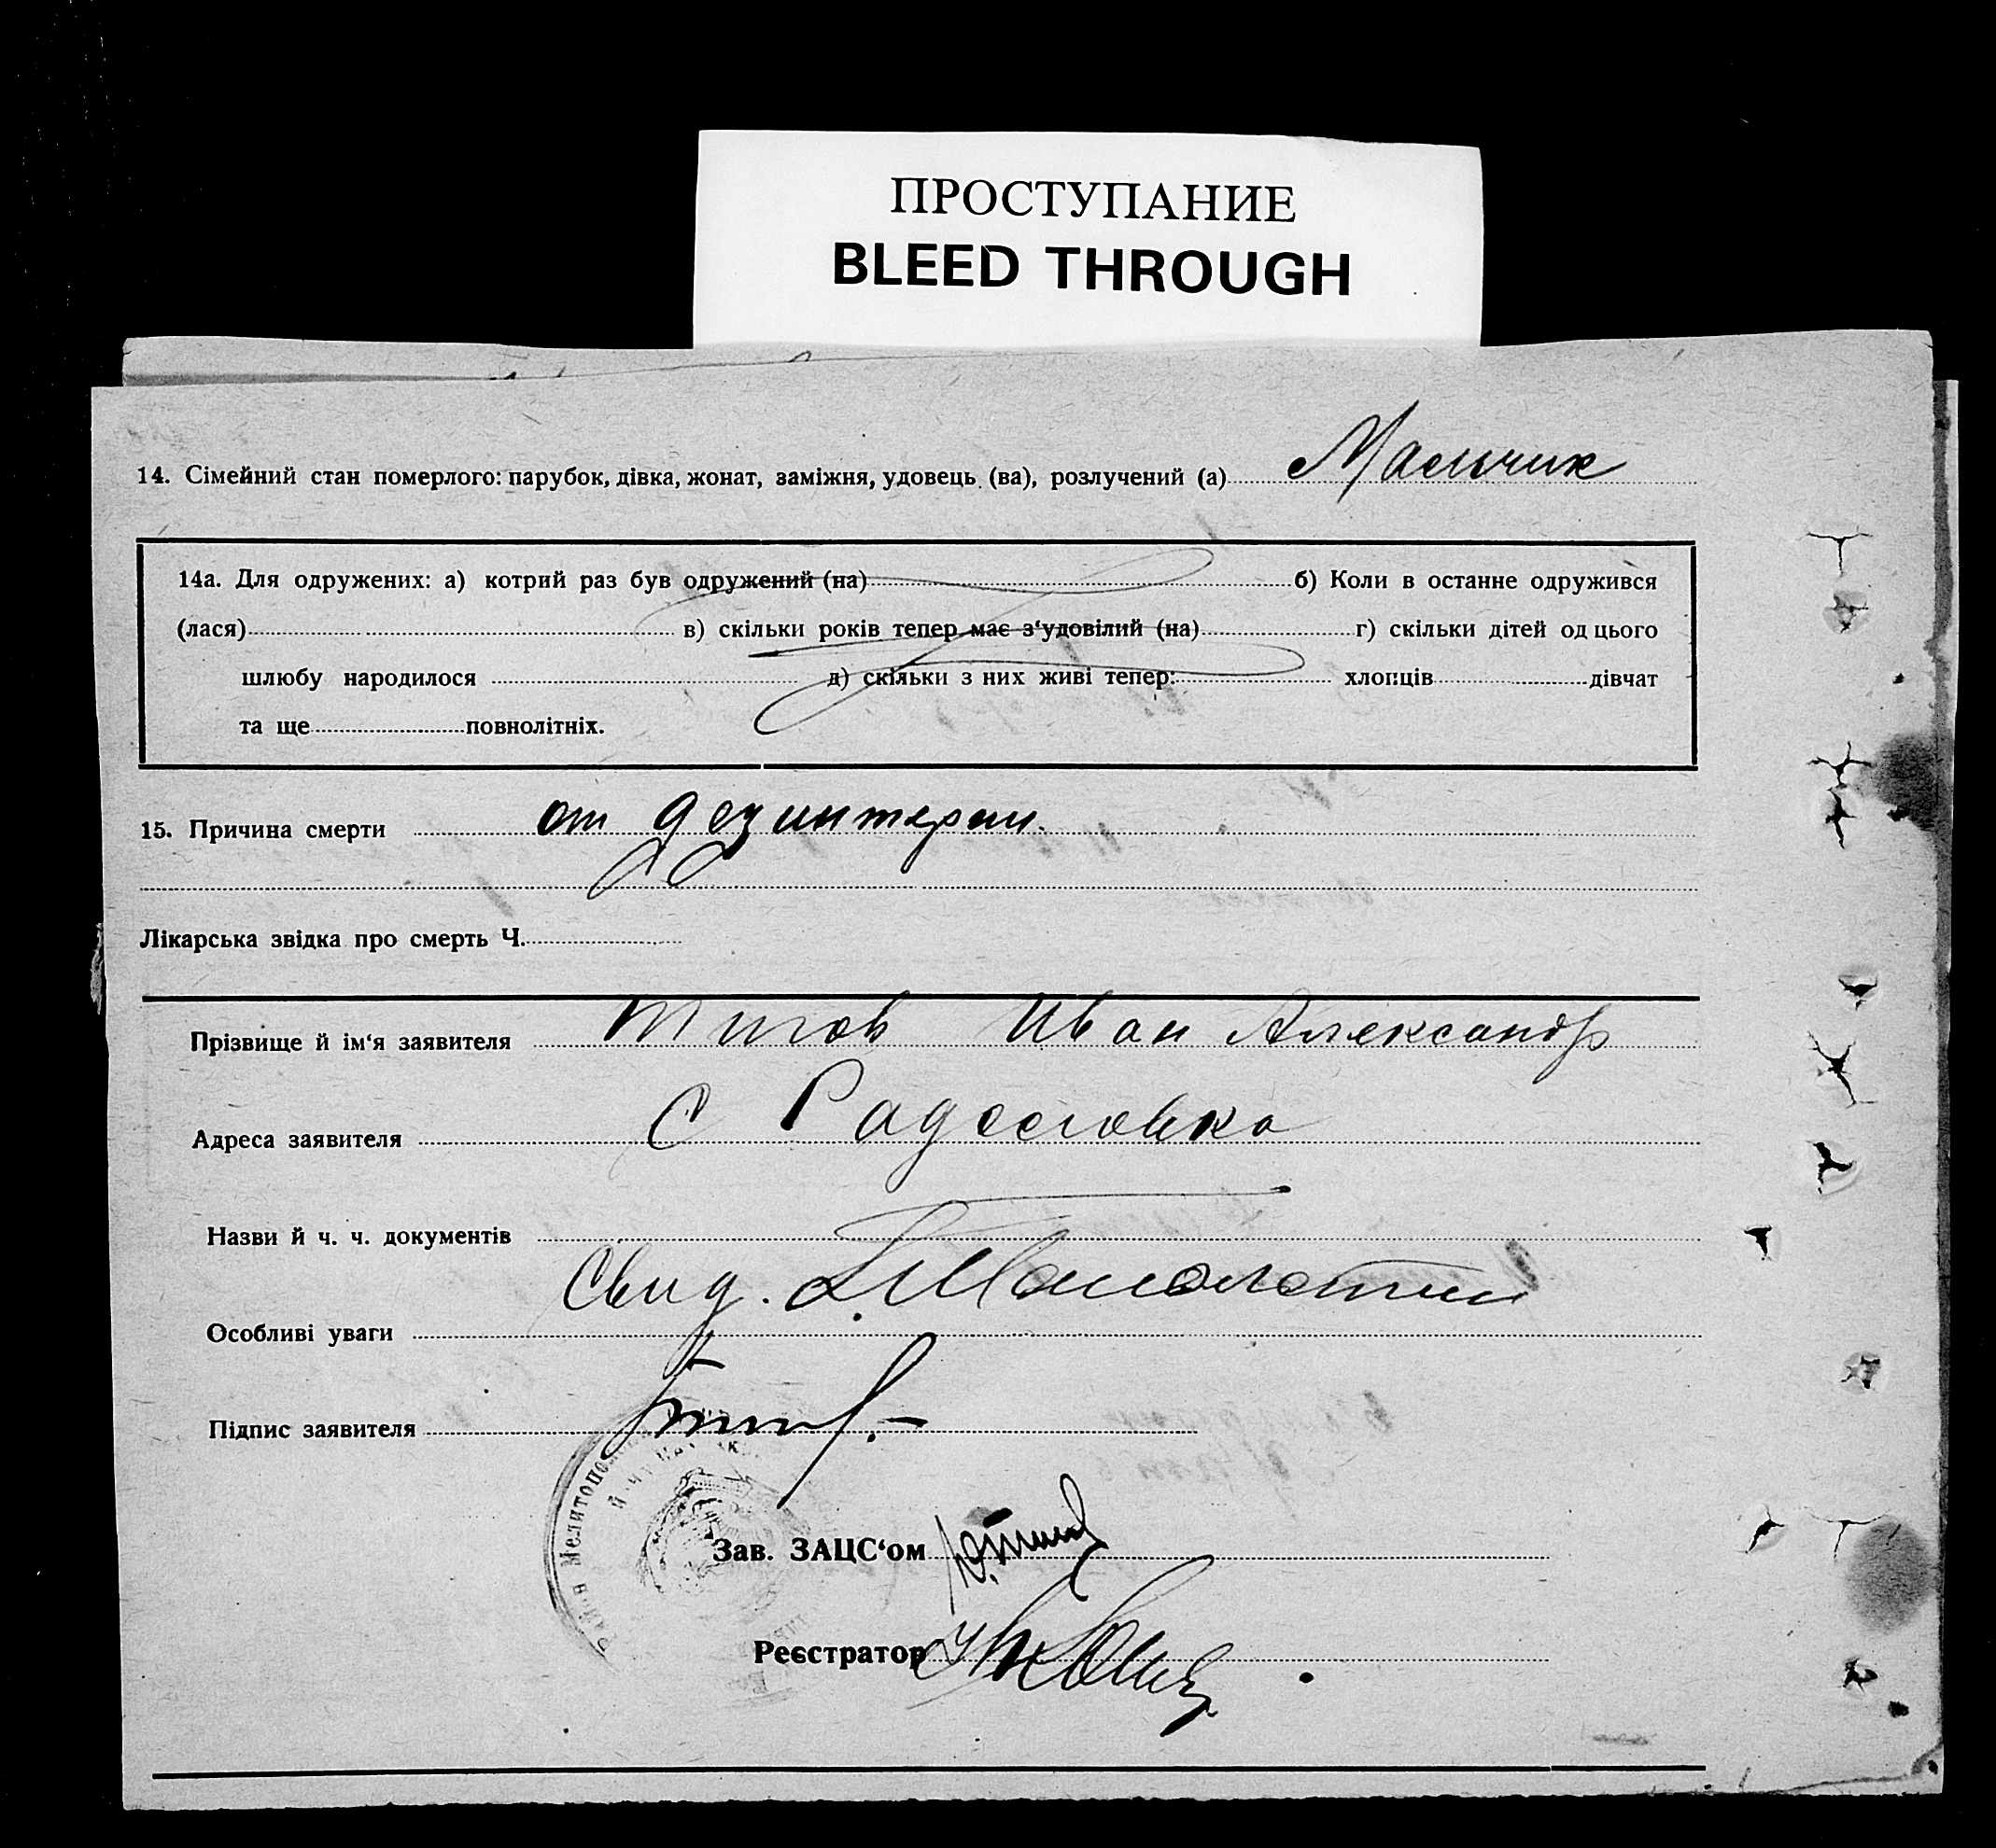 ПРОСТУПАНИЕ
BLEED THROUGH
14. Сімейний стан померлого: парубок, дівка, жонат, заміжня, удовець (ва), розлучений (а) Мальчик
14а. Для одружених: а) котрий раз був одружений (на) б) Коли в останне одружився
(лася) в) скільки років тепер має з‘удовілий (на) г) скільки дітей од цього
шлюбу народилося д) скільки з них живі тепер: хлопців дівчат
та ще повнолітніх.
15. Причина смерти от дезинтерии.
Лікарська звідка про смерть Ч.
Прізвище й ім‘я заявителя Титов Иван Александр
Адреса заявителя С
Назви й ч. ч. документів
Свид.
Особливі уваги
Підпис заявителя
Мелитопо
Зав. ЗАЦС‘ом
Реєстратор